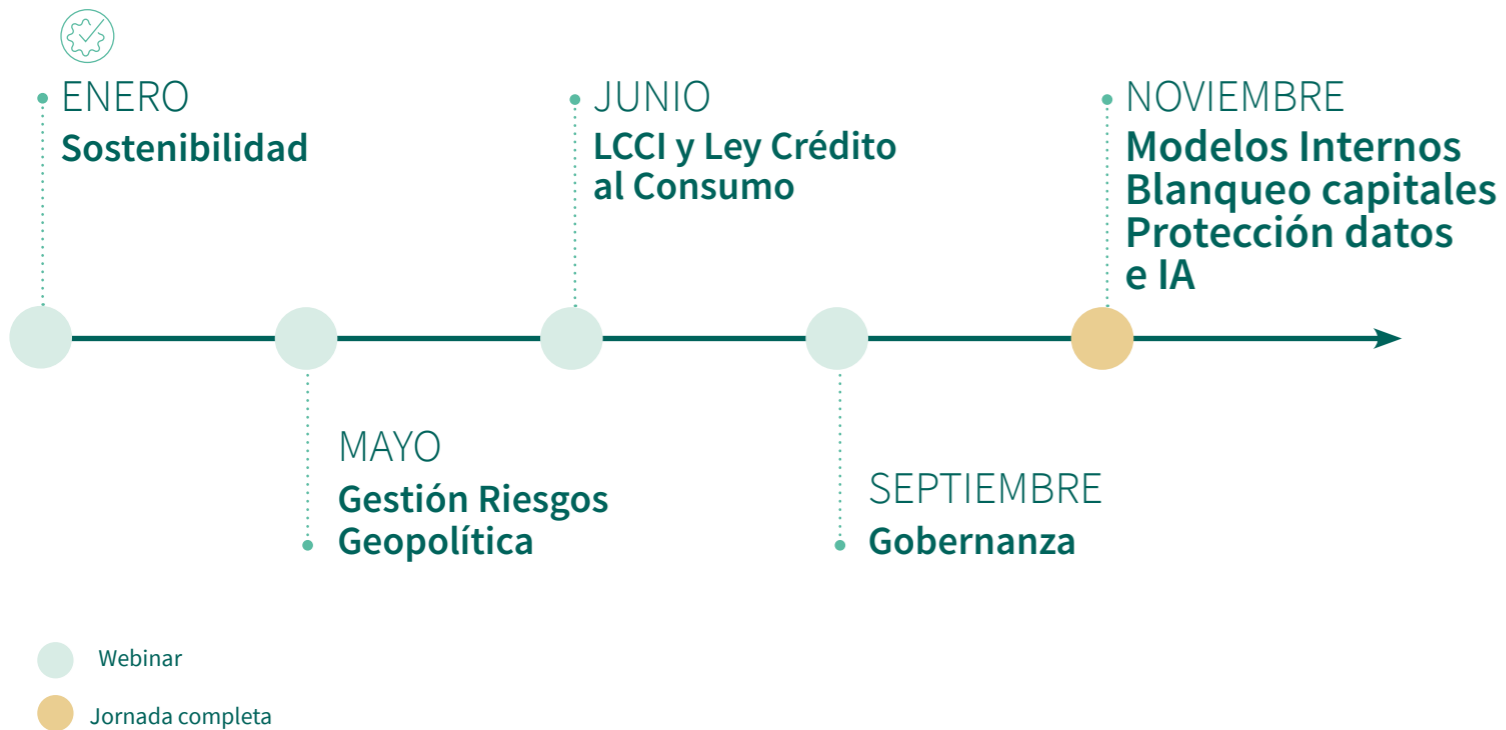 ENERO
Sostenibilidad
JUNIO
LCCI y Ley Crédito
al Consumo
NOVIEMBRE
Modelos Internos
Blanqueo capitales
Protección datos
e IA
MAYO
Gestión Riesgos
Geopolítica
SEPTIEMBRE
Gobernanza
Webinar
Jornada completa